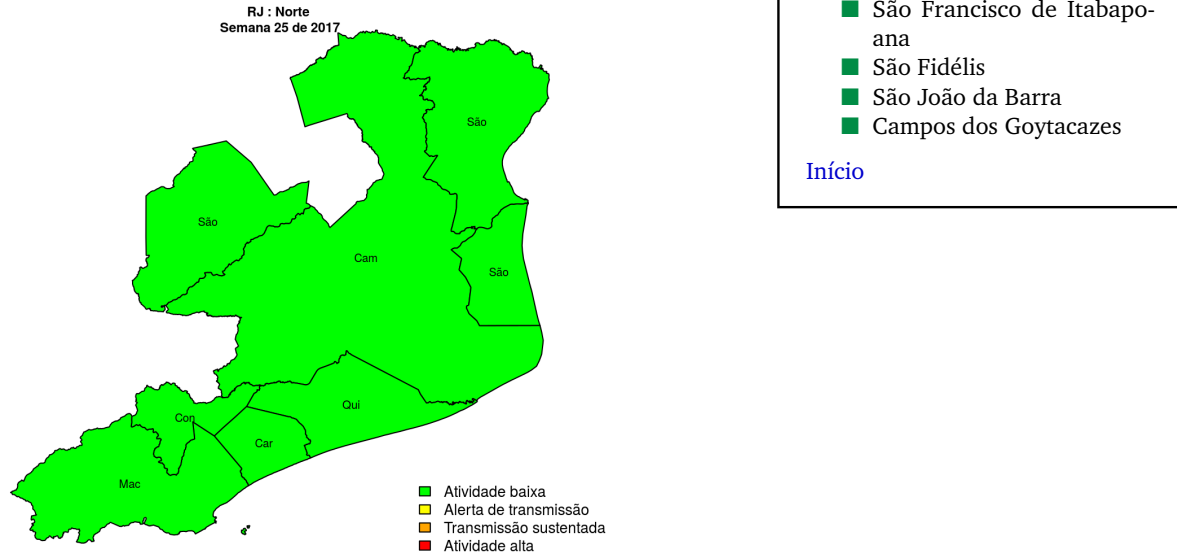 RJ : Norte
Semana 25 de 2017
São
São
Cam
São
Qui
Con
Car
Mac
Atividade baixa
Alerta de transmissão
Transmissão sustentada
Atividade alta
São Francisco de Itabapo-
ana
São Fidélis
São João da Barra
Campos dos Goytacazes
Início